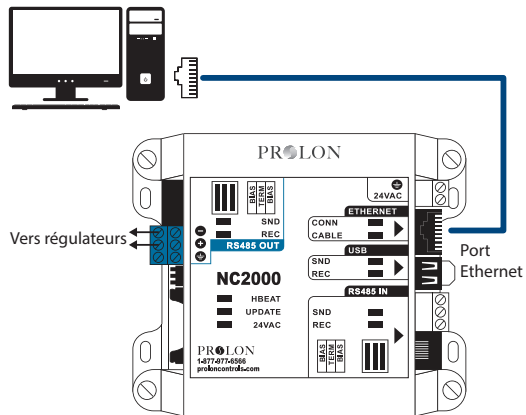 6
PROLON
24VAC
BIAS
TERM
BIAS
ETHERNET
SND
REC
CONN
CABLE
RS485 OUT
USB
SND
REC
Vers régulateurs
Port
Ethernet
NC2000
RS485 IN
HBEAT
UPDATE
24VAC
SND
REC
BIAS
TERM
BIAS
PROLON
1-877-977-6566
proloncontrols.com